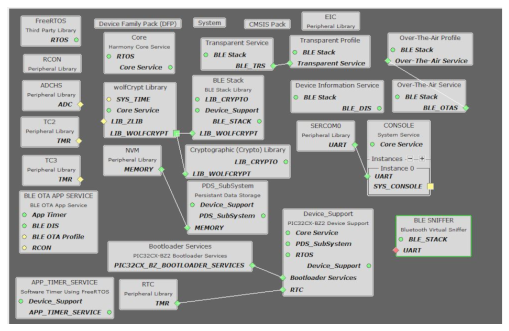 FreeRTOS
Third Party Library
RTOS
RCON
Peripheral Library
ADCHS
Peripheral Library
ADC
TC2
Peripheral Library
TMR
TC3
Peripheral Library
TMR
BLE OTA APP SERVICE
BLE OTA App Service
App Timer
BLE DIS
BLE OTA Profile
RCON
APP_TIMER_SERVICE
Software Timer Using FreeRTOS
Device_Support
APP_TIMER_SERVICE
Device Family Pack (DFP)
System
CMSIS Pack
Core
Harmony Core Service
RTOS
Core Service
wolfCrypt Library
SYS_TIME
Core Service
LIB_ZLIB
LIB_WOLFCRYPT
NVM
Peripheral Library
MEMORY
Bootloader Services
PIC32CX-BZ2 Bootloader Services
PIC32CX_BZ_BOOTLOADER_SERVICES
RTC
Peripheral Library
TMR
Transparent Service
BLE Stack
BLE_TRS
BLE Stack
BLE Stack Library
LIB_CRYPTO
Device_Support
BLE_STACK
LIB_WOLFCRYPT
Cryptographic (Crypto) Library
LIB_CRYPTO
LIB_WOLFCRYPT
PDS_SubSystem
Persistant Data Storage
Device_Support
PDS_SubSystem
MEMORY
EIC
Peripheral Library
Transparent Profile
BLE Stack
Transparent Service
Device Information Service
BLE Stack
BLE_DIS
SERCOM0
Peripheral Library
UART
Device_Support
PIC32CX-BZ2 Device Support
Core Service
PDS_SubSystem
RTOS
Device_Support
Bootloader Services
RTC
Over-The-Air Profile
BLE Stack
Over-The-Air Service
Over-The-Air Service
BLE Stack
BLE_OTAS
CONSOLE
System Service
Core Service
Instances − +
Instance 0
UART
SYS_CONSOLE
BLE SNIFFER
Bluetooth Virtual Sniffer
BLE_STACK
UART